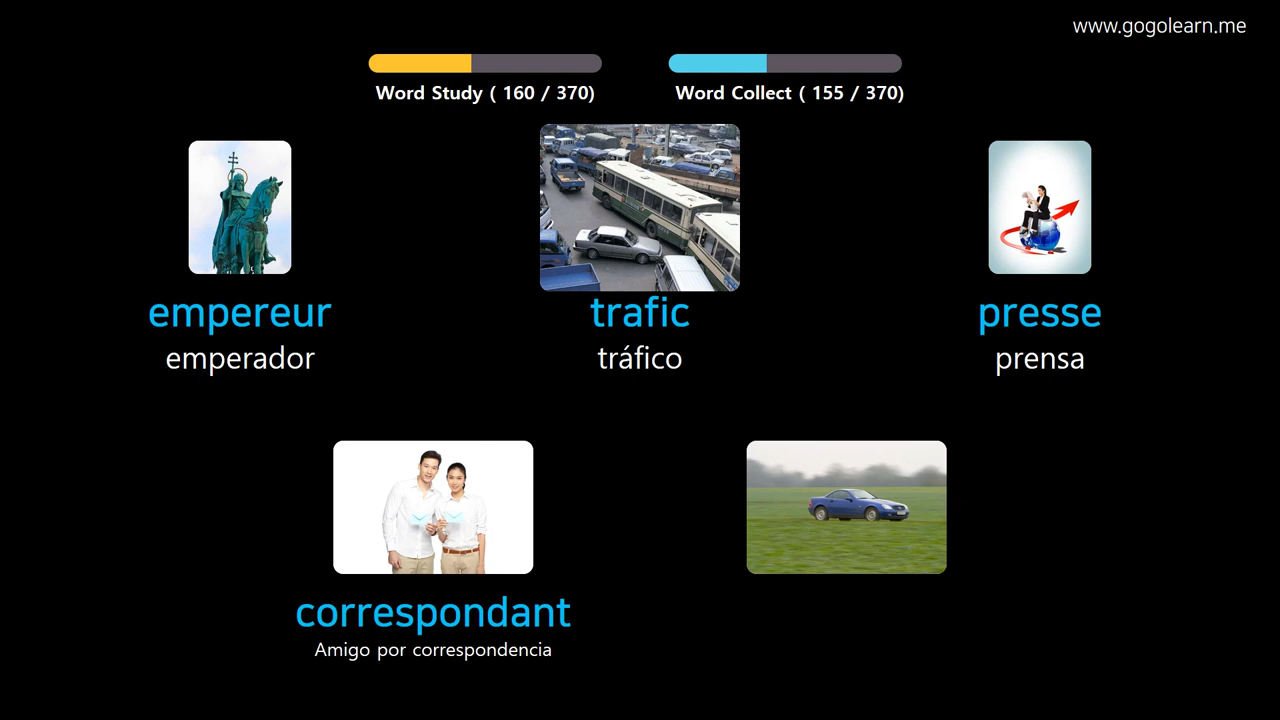 www.gogolearn.me
Word Study ( 160 / 370)
Word Collect ( 155 / 370)
empereur
emperador
trafic
tráfico
presse
prensa
correspondant
Amigo por correspondencia